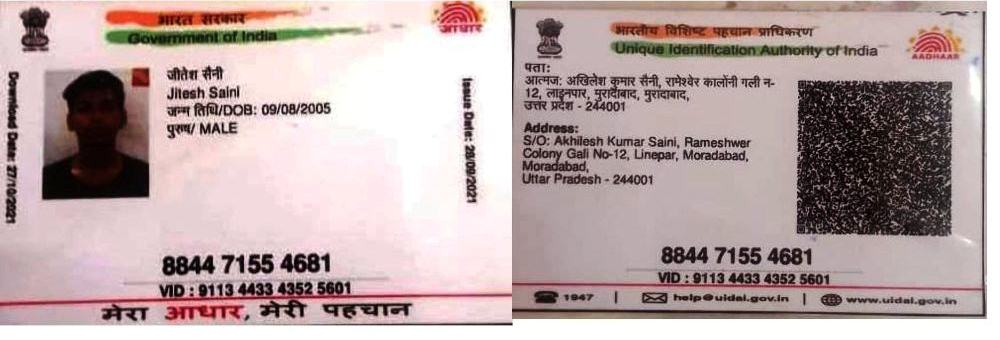 भारत सरकार
Government of India
आधार
Download Date: 27/10/2021
जीतेश सैनी
Jitesh Saini
जन्म तिथि/DOB: 09/08/2005
पुरुष/ MALE
Issue Date: 28/09/2021
8844 7155 4681
VID : 9113 4433 4352 5601
मेरा आधार, मेरी पहचान
भारतीय विशिष्ट पहचान प्राधिकरण
Unique Identification Authority of India
AADHAAR
पता:
आत्मज: अखिलेश कुमार सैनी, रामेश्वर कालोंनी गली न-
12, लाइनपार, मुरादाबाद, मुरादाबाद,
उत्तर प्रदेश - 244001
Address:
S/O: Akhilesh Kumar Saini, Rameshwer
Colony Gali No-12, Linepar, Moradabad,
Moradabad,
Uttar Pradesh - 244001
8844 7155 4681
VID : 9113 4433 4352 5601
1947 | help@uidai.gov.in | www.uidai.gov.in